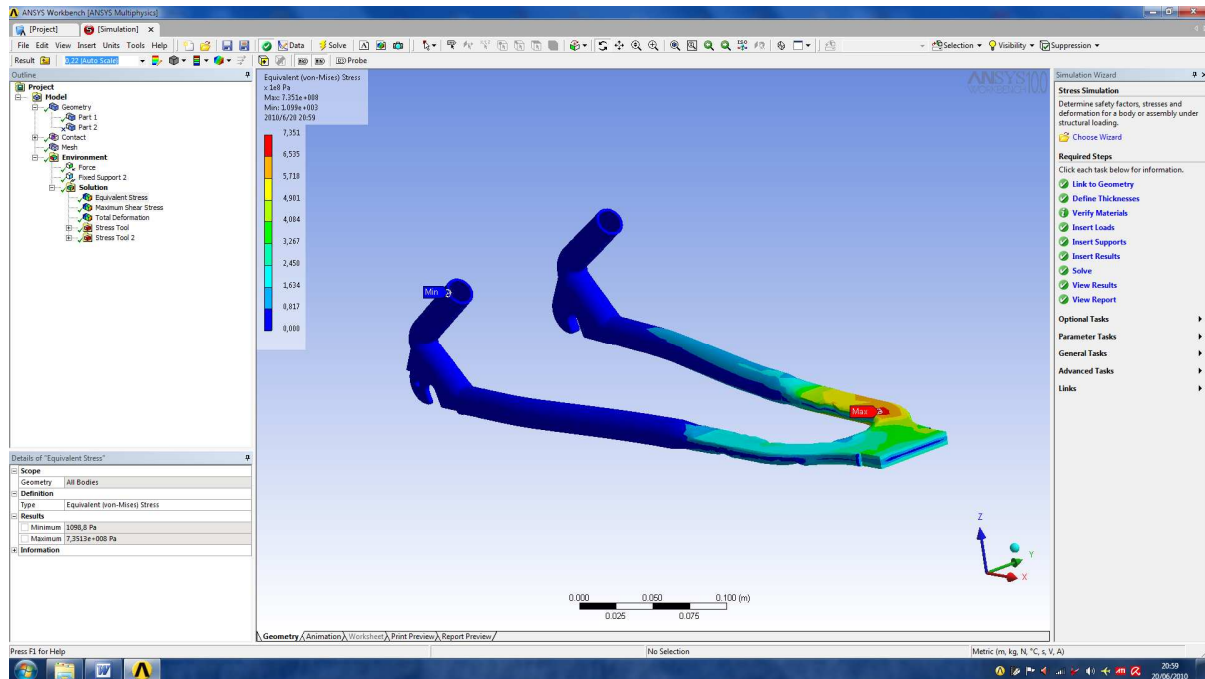 ANSYS Workbench [ANSYS Multiphysics]
[Project] [Simulation] ×
File Edit View Insert Units Tools Help Data Solve Selection Visibility Suppression
Result 0.22 (Auto Scale) Probe
Outline
Project
Model
Geometry
Part 1
Part 2
Contact
Mesh
Environment
Force
Fixed Support 2
Solution
Equivalent Stress
Maximum Shear Stress
Total Deformation
Stress Tool
Stress Tool 2
Details of "Equivalent Stress"
Scope
Geometry All Bodies
Definition
Type Equivalent (von-Mises) Stress
Results
Minimum 1098,8 Pa
Maximum 7,3513e+008 Pa
Information
Equivalent (von-Mises) Stress
x 1e8 Pa
Max: 7.351e+008
Min: 1.099e+003
2010/6/20 20:59
7,351
6,535
5,718
4,901
4,084
3,267
2,450
1,634
0,817
0,000
ANSYS 10.0
WORKBENCH
Min
Max
Z
Y
X
0.000 0.050 0.100 (m)
0.025 0.075
Geometry Animation Worksheet Print Preview Report Preview
Simulation Wizard
Stress Simulation
Determine safety factors, stresses and
deformation for a body or assembly under
structural loading.
Choose Wizard
Required Steps
Click each task below for information.
Link to Geometry
Define Thicknesses
Verify Materials
Insert Loads
Insert Supports
Insert Results
Solve
View Results
View Report
Optional Tasks
Parameter Tasks
General Tasks
Advanced Tasks
Links
Press F1 for Help No Selection Metric (m, kg, N, °C, s, V, A)
20:59
20/06/2010